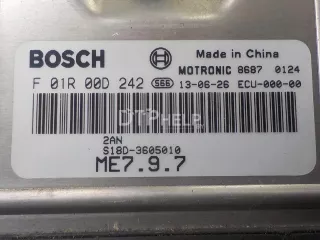 BOSCH
Made in China
MOTRONIC 8687 0124
F 01R 00D 242 S6B 13-06-26 ECU-000-00
DTPHELP
2AN
S18D-3605010
ME7.9.7